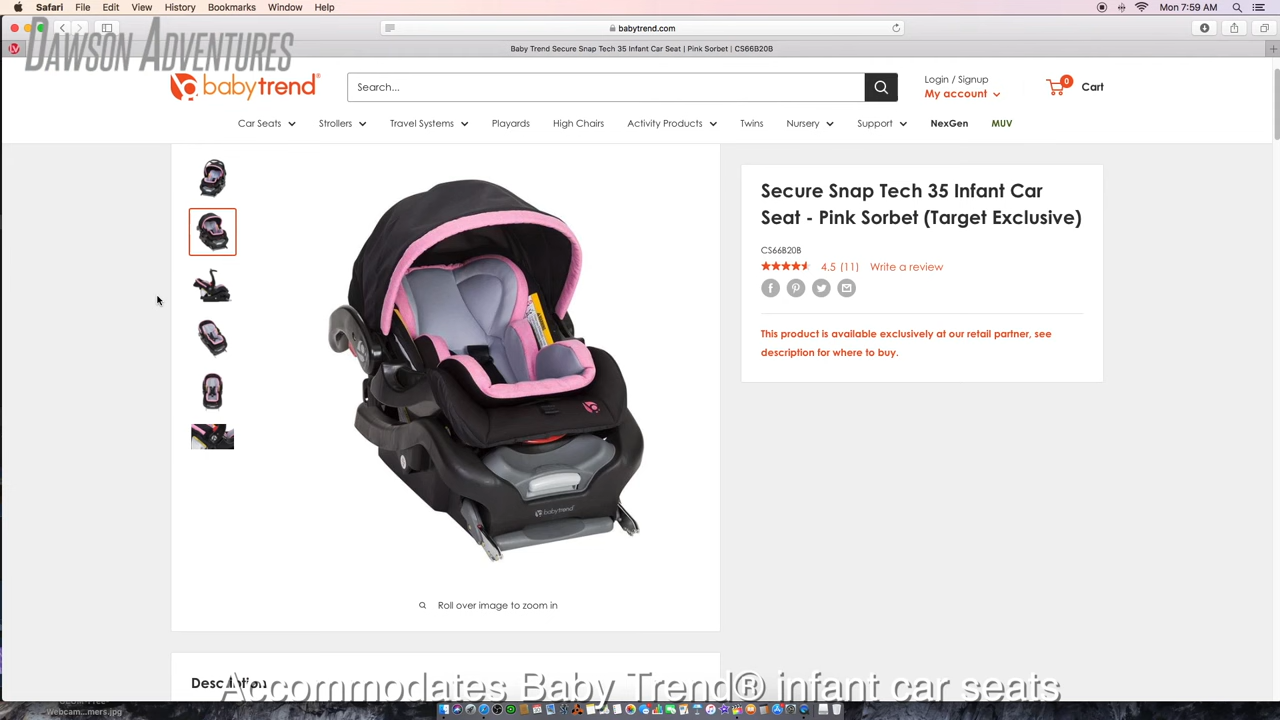 Safari File Edit View History Bookmarks Window Help Mon 7:59 AM
babytrend.com
Baby Trend Secure Snap Tech 35 Infant Car Seat | Pink Sorbet | CS66B20B
DAWSON ADVENTURES
babytrend
Search...
Login / Signup
My account
0
Cart
Car Seats Strollers Travel Systems Playards High Chairs Activity Products Twins Nursery Support NexGen MUV
Secure Snap Tech 35 Infant Car
Seat - Pink Sorbet (Target Exclusive)
CS66B20B
4.5 (11) Write a review
This product is available exclusively at our retail partner, see
description for where to buy.
babytrend
Roll over image to zoom in
Description
Accommodates Baby Trend® infant car seats
Webcam...mers.jpg